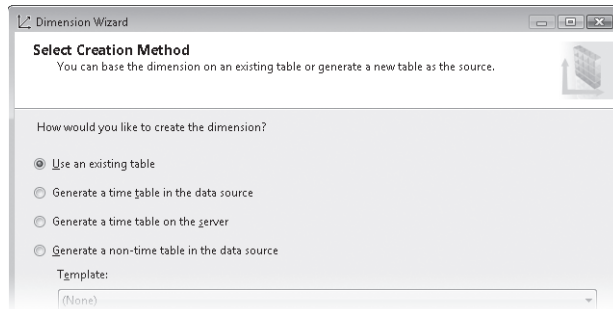 Dimension Wizard
Select Creation Method
You can base the dimension on an existing table or generate a new table as the source.
How would you like to create the dimension?
Use an existing table
Generate a time table in the data source
Generate a time table on the server
Generate a non-time table in the data source
Template:
(None)